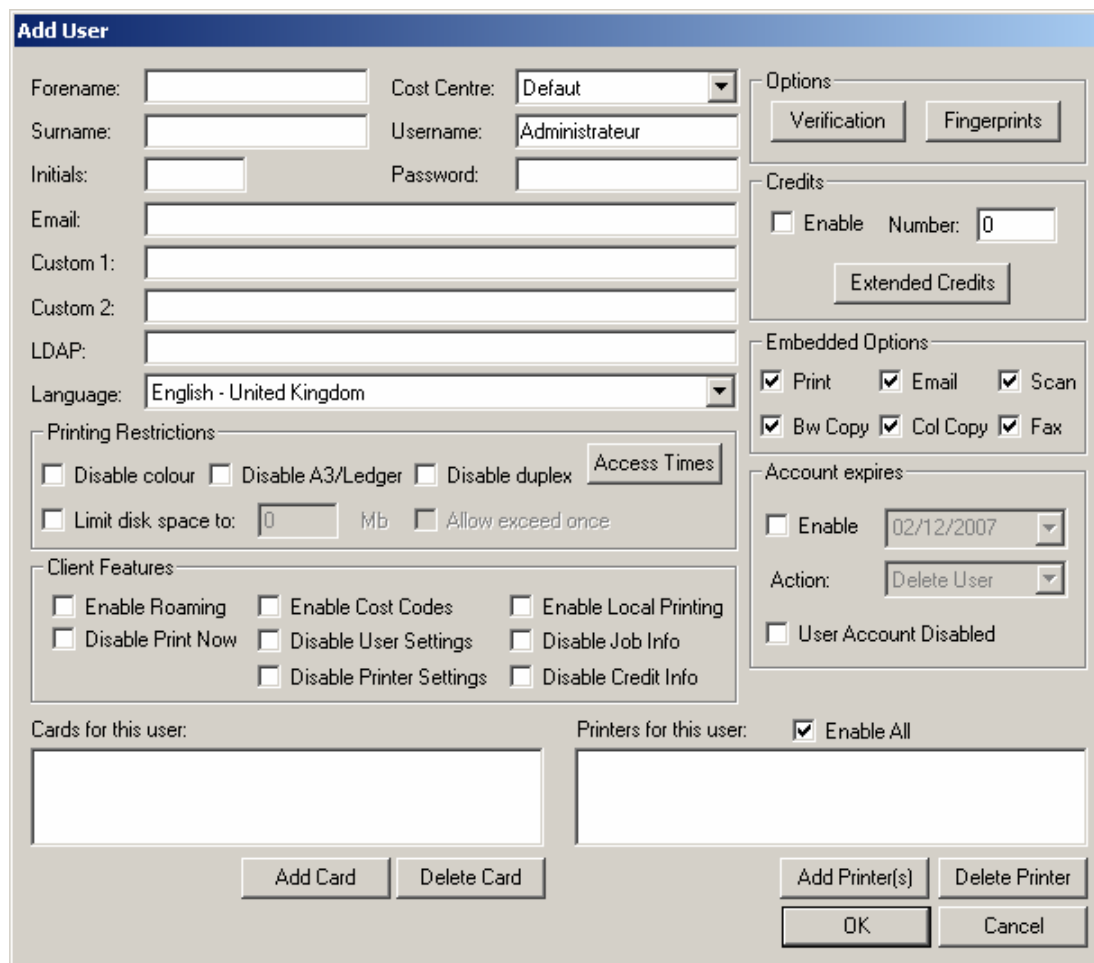 Add User
Forename:
Cost Centre: Defaut
Surname:
Username: Administrateur
Initials:
Password:
Email:
Custom 1:
Custom 2:
LDAP:
Language: English - United Kingdom
Printing Restrictions
Disable colour Disable A3/Ledger Disable duplex Access Times
Limit disk space to: 0 Mb Allow exceed once
Client Features
Enable Roaming Enable Cost Codes Enable Local Printing
Disable Print Now Disable User Settings Disable Job Info
Disable Printer Settings Disable Credit Info
Options
Verification Fingerprints
Credits
Enable Number: 0
Extended Credits
Embedded Options
Print Email Scan
Bw Copy Col Copy Fax
Account expires
Enable 02/12/2007
Action: Delete User
User Account Disabled
Cards for this user:
Add Card Delete Card
Printers for this user: Enable All
Add Printer(s) Delete Printer
OK Cancel